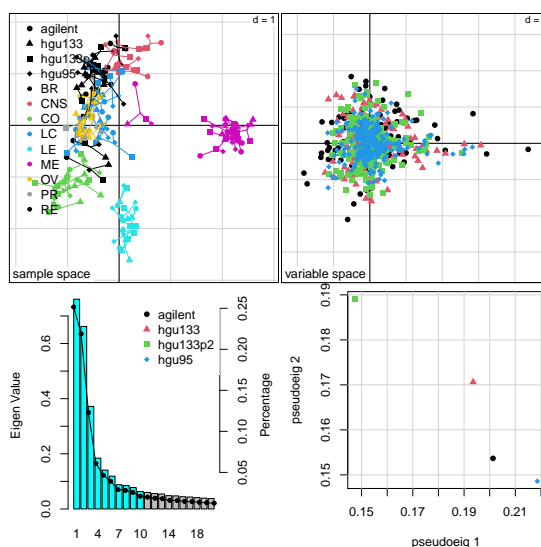 d = 1
agilent
hgu133
hgu133p2
hgu95
BR
CNS
CO
LC
LE
ME
OV
PR
RE
sample space
d = 1
variable space
Eigen Value
0.0
0.2
0.4
0.6
1
4
7
10
14
18
0.05
0.10
0.15
0.20
0.25
Percentage
agilent
hgu133
hgu133p2
hgu95
pseudoeig 2
0.15
0.16
0.17
0.18
0.19
0.15
0.17
0.19
0.21
pseudoeig 1